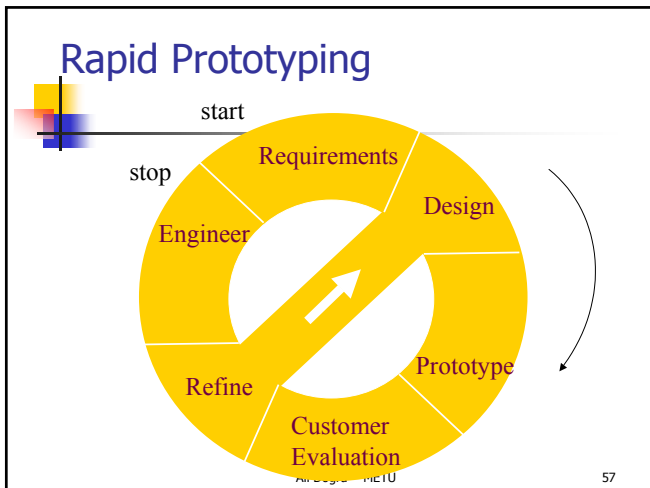 Rapid Prototyping
start
Requirements
stop
Design
Engineer
Prototype
Refine
Customer
Evaluation
METU
57